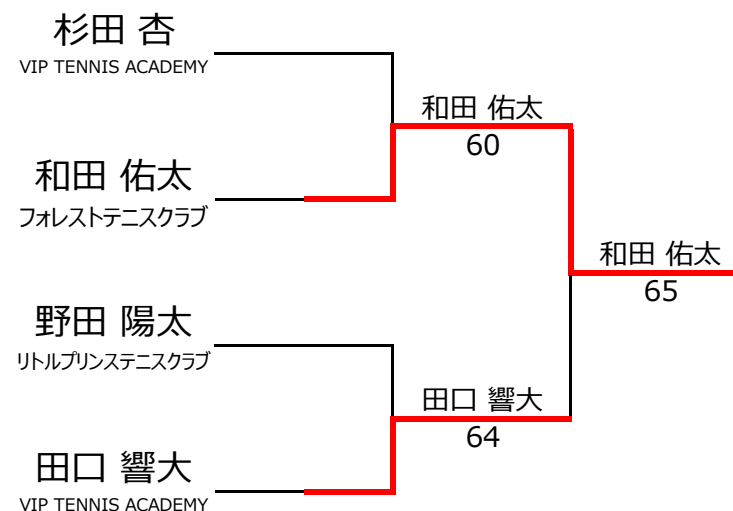 杉田 杏
VIP TENNIS ACADEMY
和田 佑太
60
和田 佑太
フォレストテニスクラブ
和田 佑太
65
野田 陽太
リトルプリンステニスクラブ
田口 響大
64
田口 響大
VIP TENNIS ACADEMY